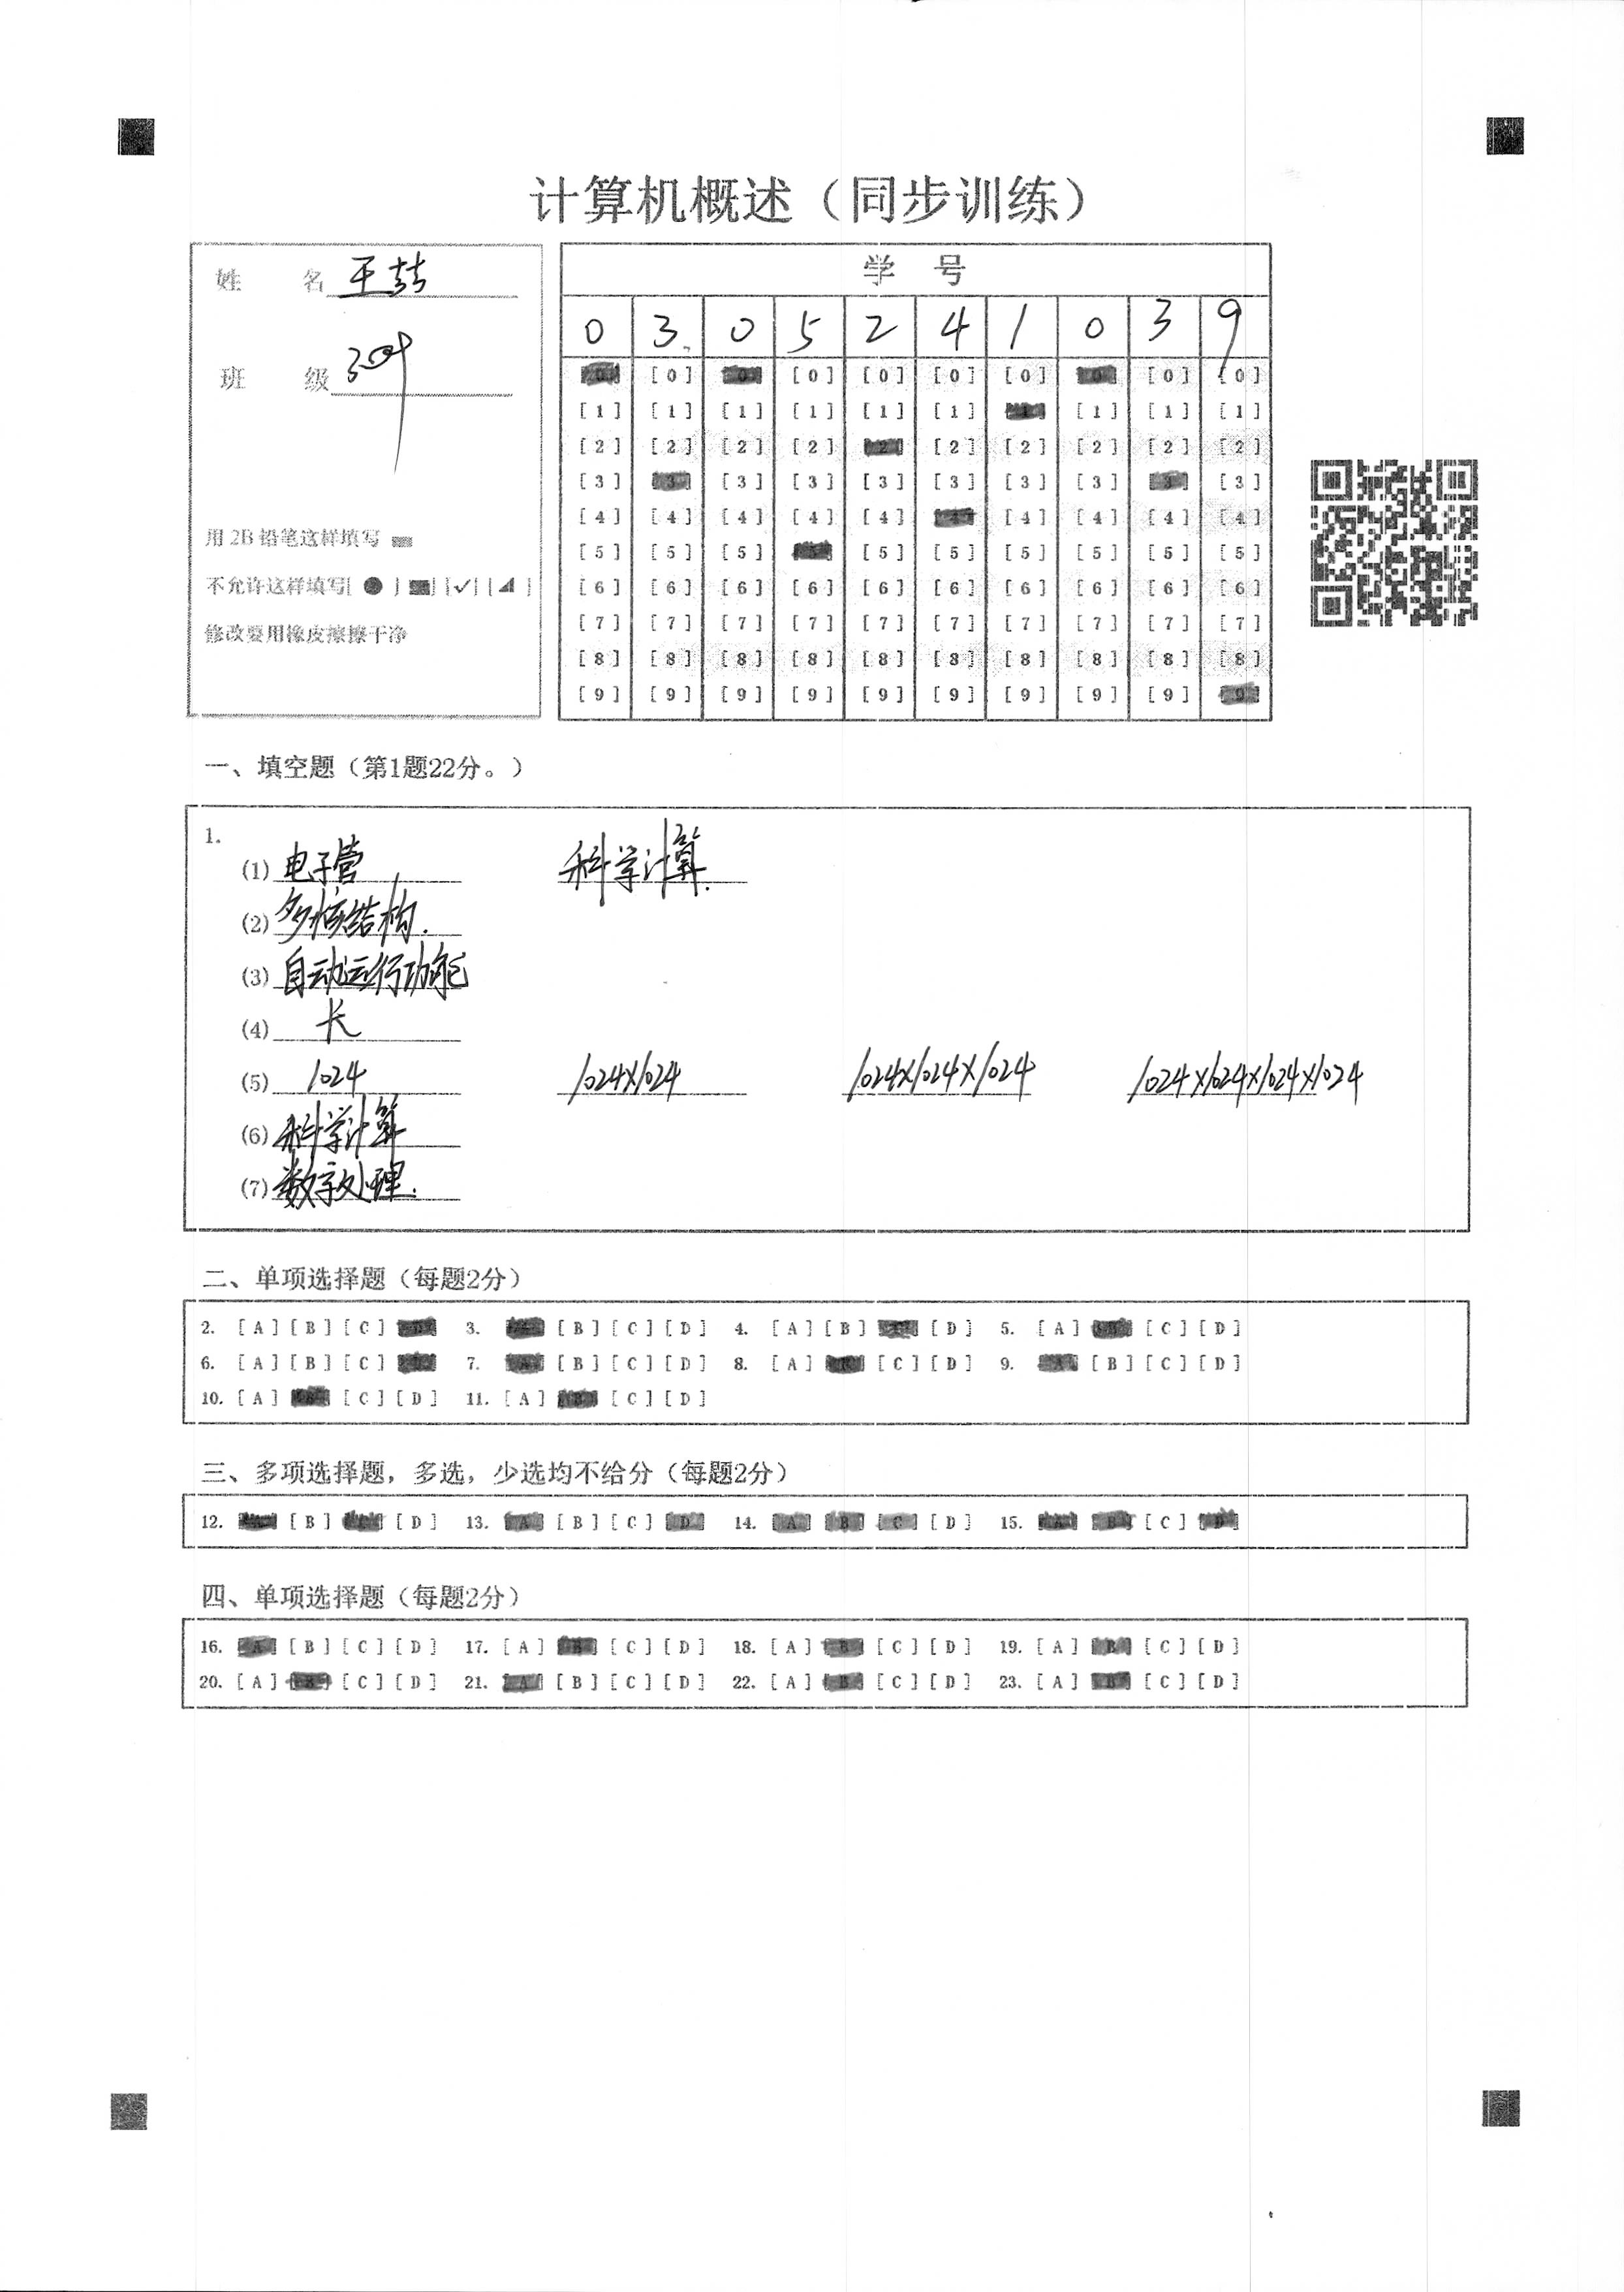 计算机概述（同步训练）
姓 名 王喆
班 级
用 2B 铅笔这样填写
不允许这样填写[ ● ] [ ] [✓] [ ]
修改要用橡皮擦擦干净
学 号
0 3 0 5 2 4 1 0 3 9
[0] [0] [0] [0] [0] [0] [0] [0] [0] [0]
[1] [1] [1] [1] [1] [1] [1] [1] [1] [1]
[2] [2] [2] [2] [2] [2] [2] [2] [2] [2]
[3] [3] [3] [3] [3] [3] [3] [3] [3] [3]
[4] [4] [4] [4] [4] [4] [4] [4] [4] [4]
[5] [5] [5] [5] [5] [5] [5] [5] [5] [5]
[6] [6] [6] [6] [6] [6] [6] [6] [6] [6]
[7] [7] [7] [7] [7] [7] [7] [7] [7] [7]
[8] [8] [8] [8] [8] [8] [8] [8] [8] [8]
[9] [9] [9] [9] [9] [9] [9] [9] [9] [9]
一、填空题（第1题22分。）
1.
(1) 电子管 科学计算.
(2) 多核结构.
(3) 自动运行功能
(4) 长
(5) 1024 1024×1024 1024×1024×1024 1024×1024×1024×1024
(6) 科学计算
(7) 数字处理.
二、单项选择题（每题2分）
2. [A] [B] [C] [D] 3. [A] [B] [C] [D] 4. [A] [B] [C] [D] 5. [A] [B] [C] [D]
6. [A] [B] [C] [D] 7. [A] [B] [C] [D] 8. [A] [B] [C] [D] 9. [A] [B] [C] [D]
10. [A] [B] [C] [D] 11. [A] [B] [C] [D]
三、多项选择题，多选，少选均不给分（每题2分）
12. [A] [B] [C] [D] 13. [A] [B] [C] [D] 14. [A] [B] [C] [D] 15. [A] [B] [C] [D]
四、单项选择题（每题2分）
16. [A] [B] [C] [D] 17. [A] [B] [C] [D] 18. [A] [B] [C] [D] 19. [A] [B] [C] [D]
20. [A] [B] [C] [D] 21. [A] [B] [C] [D] 22. [A] [B] [C] [D] 23. [A] [B] [C] [D]